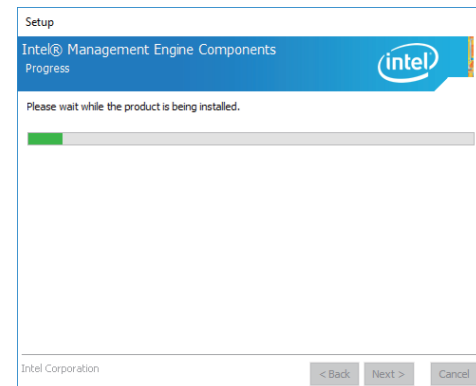 Setup
Intel® Management Engine Components
Progress
intel
Please wait while the product is being installed.
Intel Corporation
< Back
Next >
Cancel